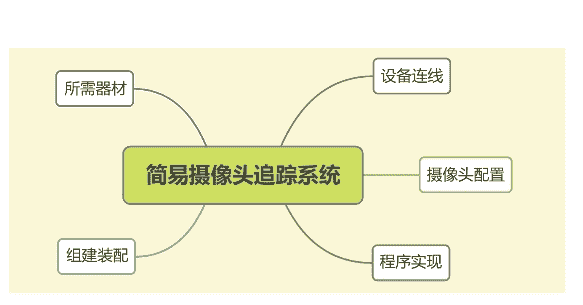 设备连线
所需器材
简易摄像头追踪系统
摄像头配置
组建装配
程序实现